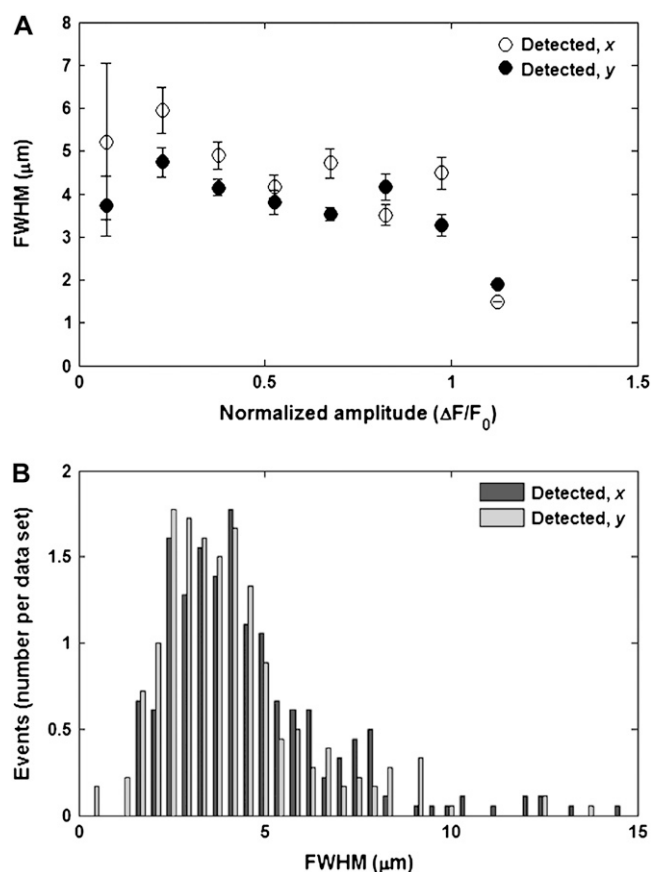 A
Detected, x
Detected, y
8
7
6
5
4
3
2
1
0
FWHM (μm)
0 0.5 1 1.5
Normalized amplitude (ΔF/F0)
B
Detected, x
Detected, y
2
1.5
1
0.5
0
Events (number per data set)
0 5 10 15
FWHM (μm)